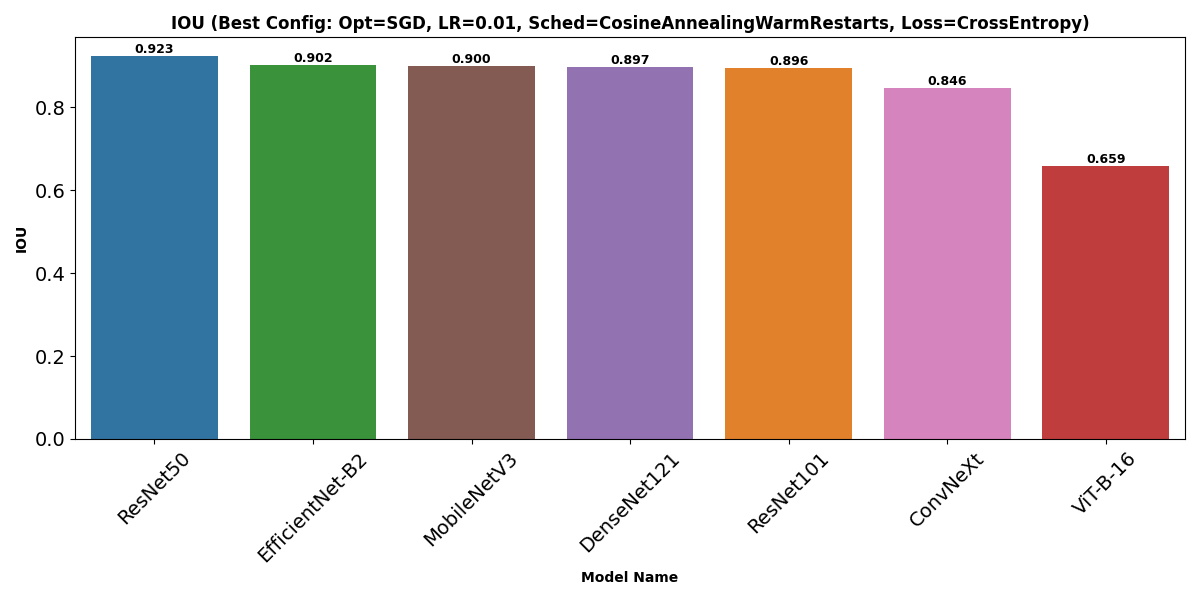 IOU (Best Config: Opt=SGD, LR=0.01, Sched=CosineAnnealingWarmRestarts, Loss=CrossEntropy)
0.923
0.902
0.900
0.897
0.896
0.846
0.659
0.8
0.6
0.4
0.2
0.0
IOU
ResNet50
EfficientNet-B2
MobileNetV3
DenseNet121
ResNet101
ConvNeXt
ViT-B-16
Model Name